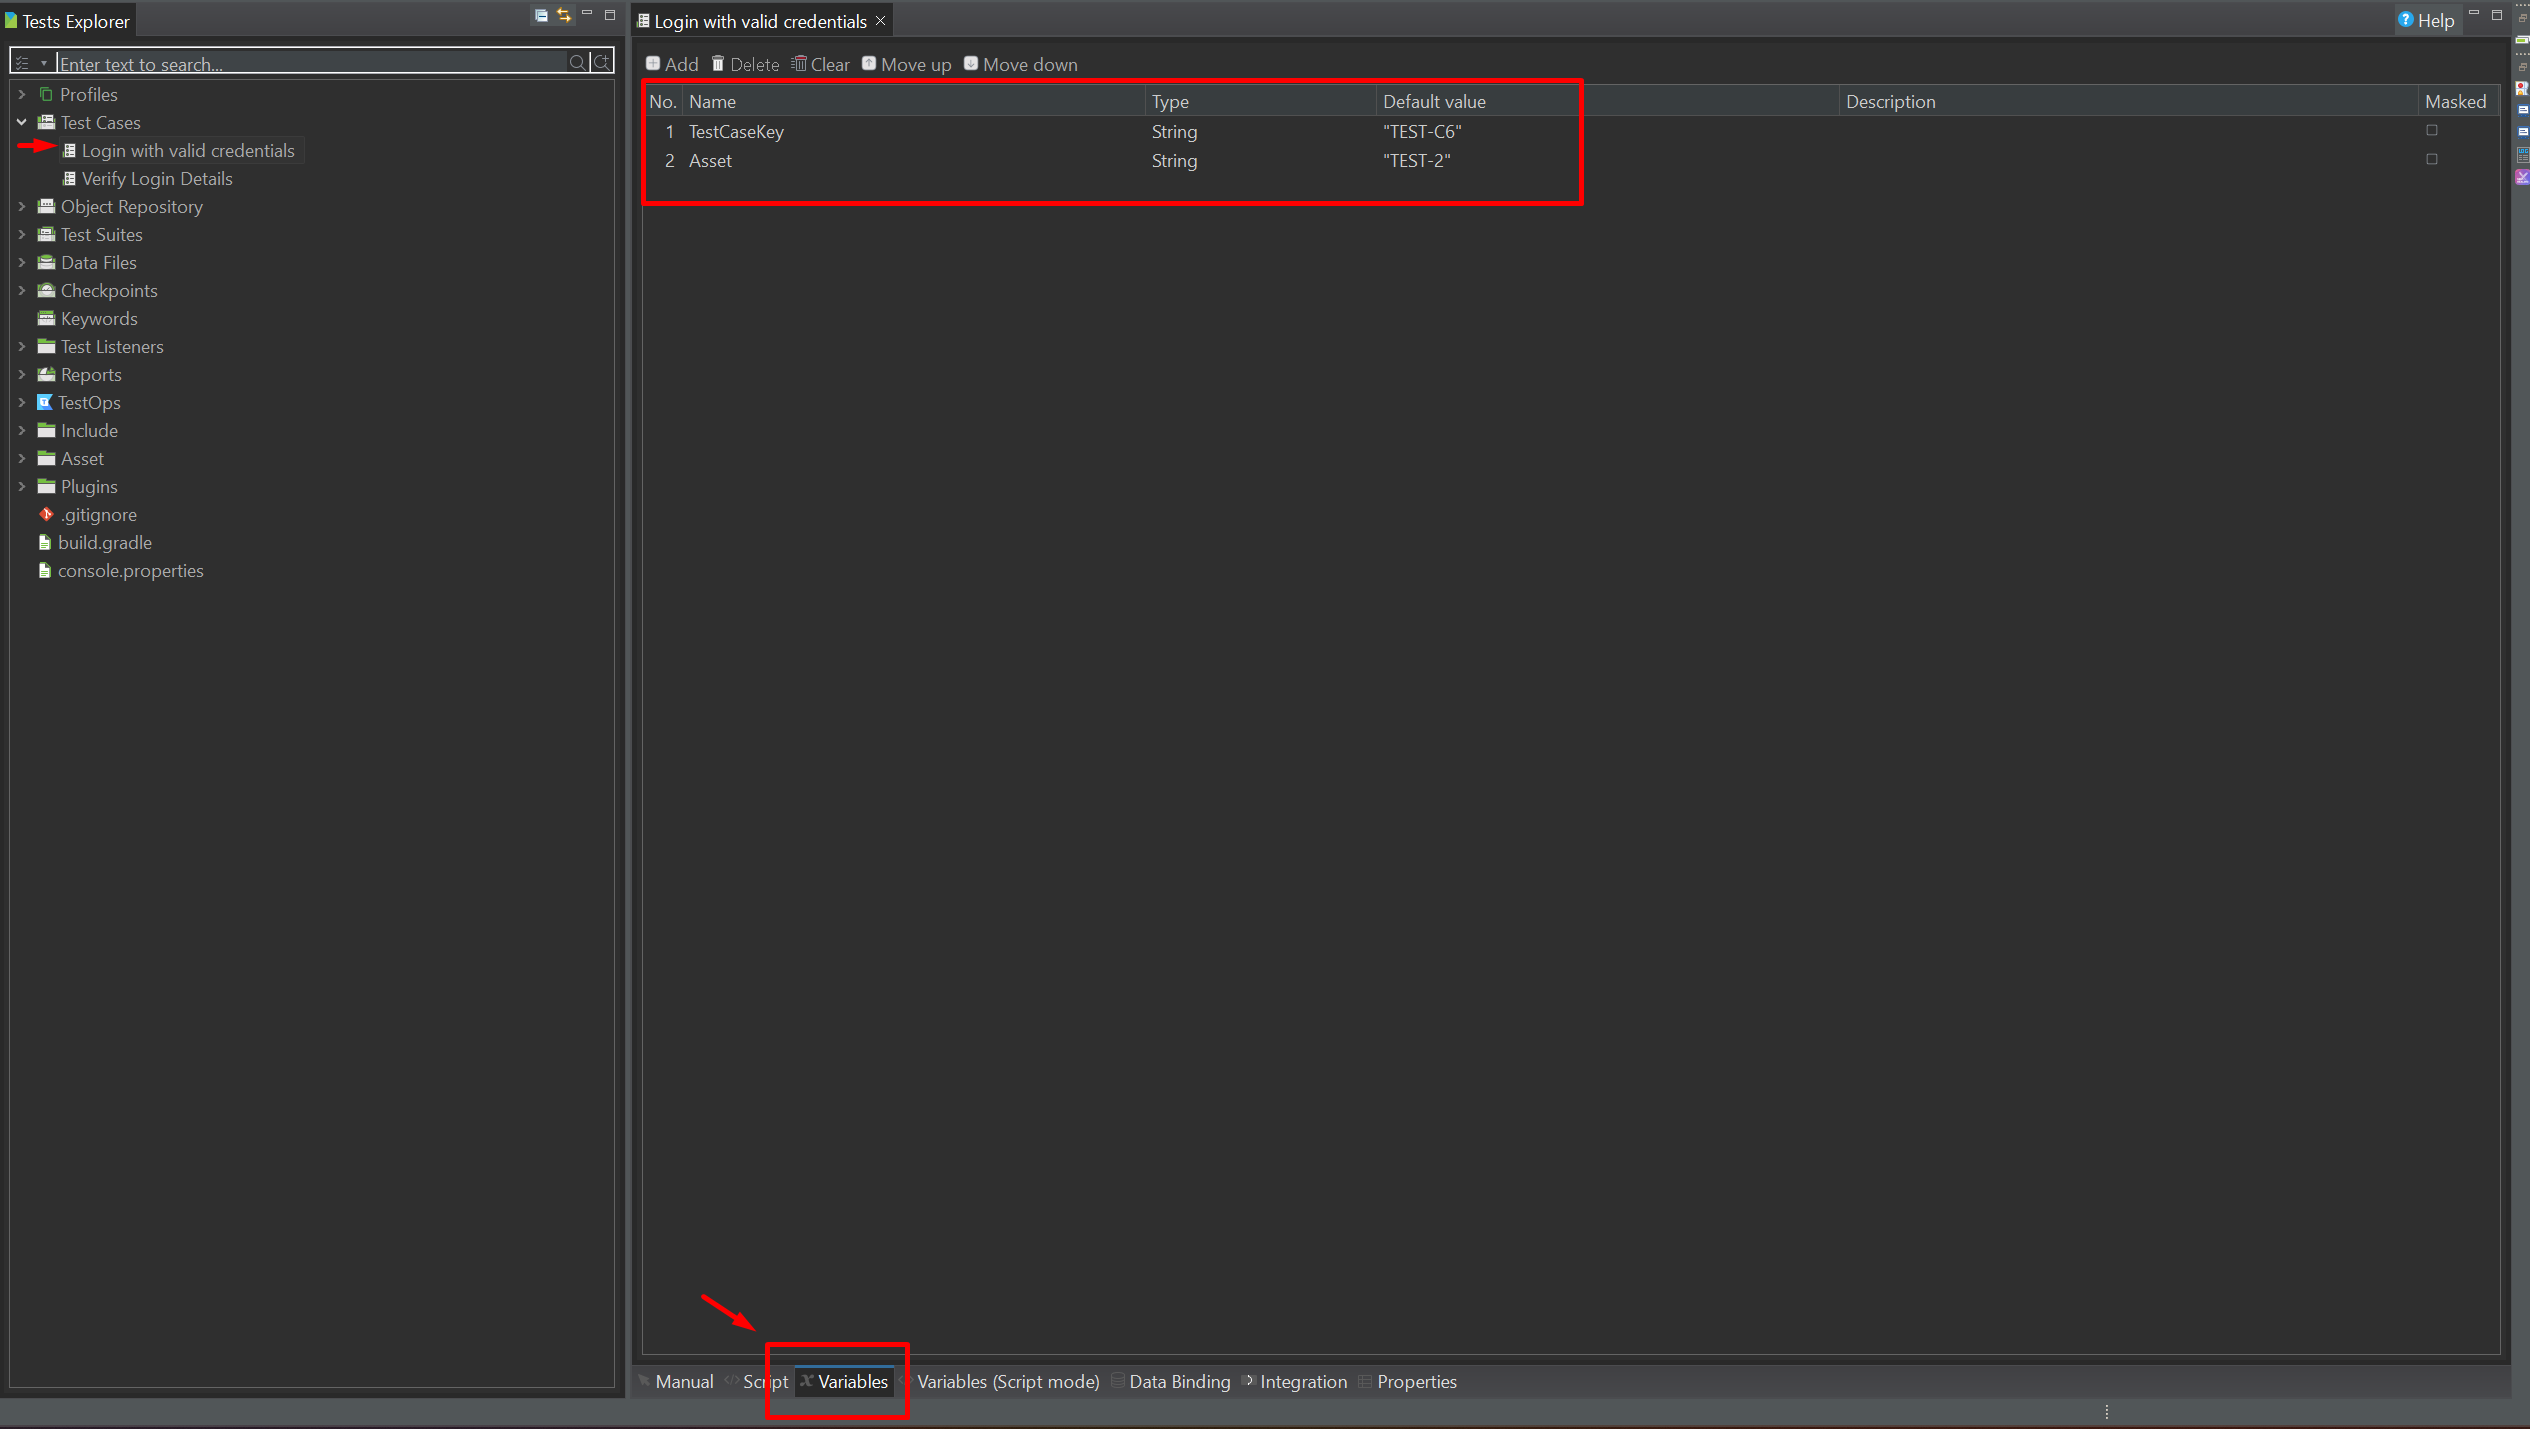 Tests Explorer
Enter text to search...
Profiles
Test Cases
Login with valid credentials
Verify Login Details
Object Repository
Test Suites
Data Files
Checkpoints
Keywords
Test Listeners
Reports
TestOps
Include
Asset
Plugins
.gitignore
build.gradle
console.properties
Login with valid credentials
Help
Add Delete Clear Move up Move down
No. Name Type Default value Description Masked
1 TestCaseKey String "TEST-C6"
2 Asset String "TEST-2"
Manual Script Variables Variables (Script mode) Data Binding Integration Properties